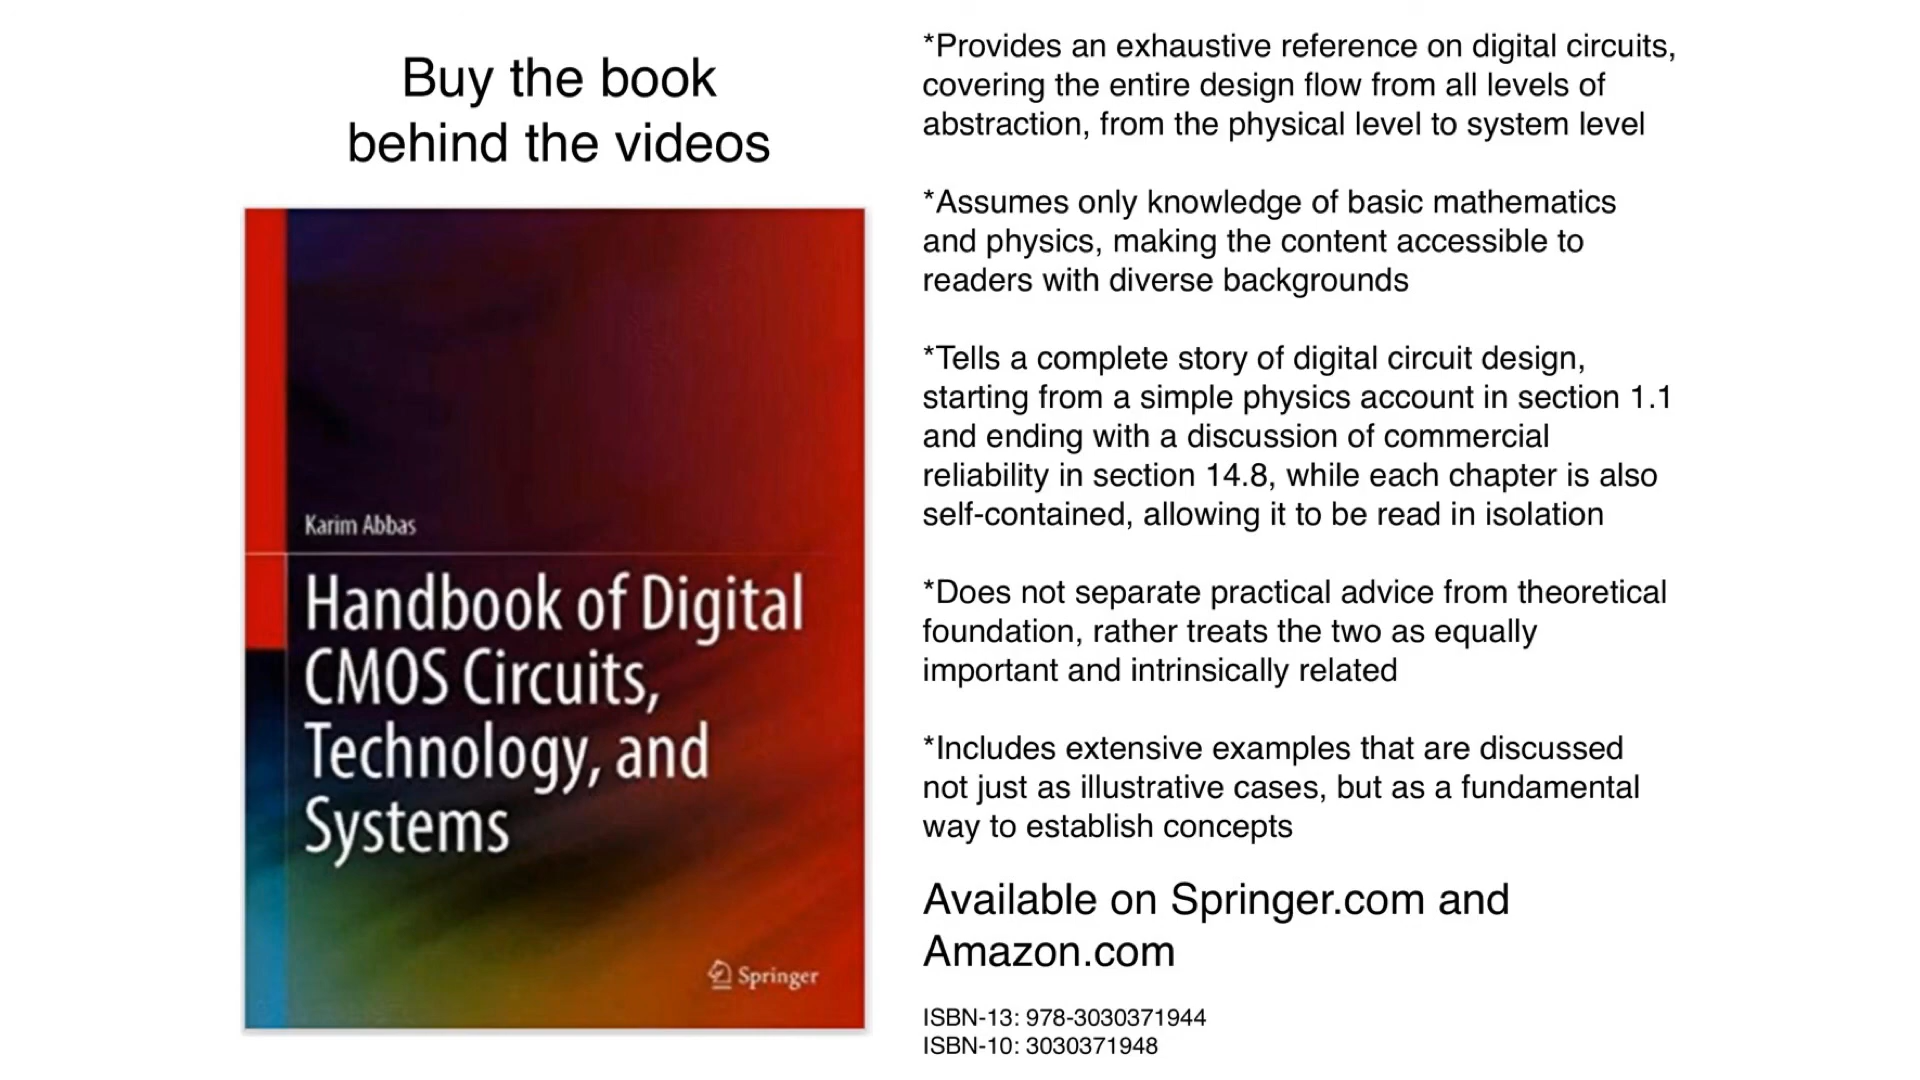 Buy the book
behind the videos
Karim Abbas
Handbook of Digital
CMOS Circuits,
Technology, and
Systems
Springer
*Provides an exhaustive reference on digital circuits,
covering the entire design flow from all levels of
abstraction, from the physical level to system level
*Assumes only knowledge of basic mathematics
and physics, making the content accessible to
readers with diverse backgrounds
*Tells a complete story of digital circuit design,
starting from a simple physics account in section 1.1
and ending with a discussion of commercial
reliability in section 14.8, while each chapter is also
self-contained, allowing it to be read in isolation
*Does not separate practical advice from theoretical
foundation, rather treats the two as equally
important and intrinsically related
*Includes extensive examples that are discussed
not just as illustrative cases, but as a fundamental
way to establish concepts
Available on Springer.com and
Amazon.com
ISBN-13: 978-3030371944
ISBN-10: 3030371948